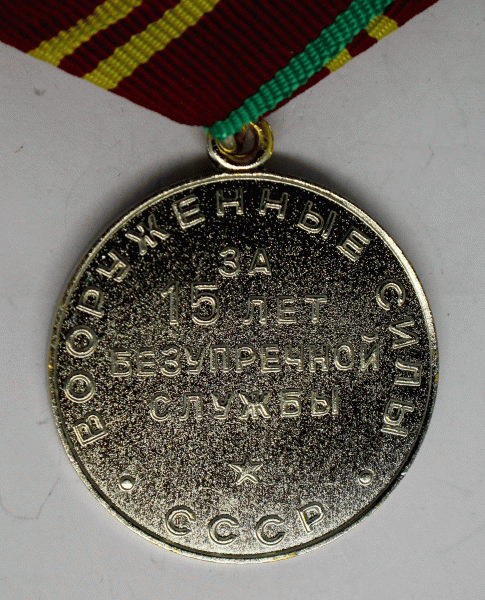 ВООРУЖЕННЫЕ СИЛЫ
ЗА
15 ЛЕТ
БЕЗУПРЕЧНОЙ
СЛУЖБЫ
СССР